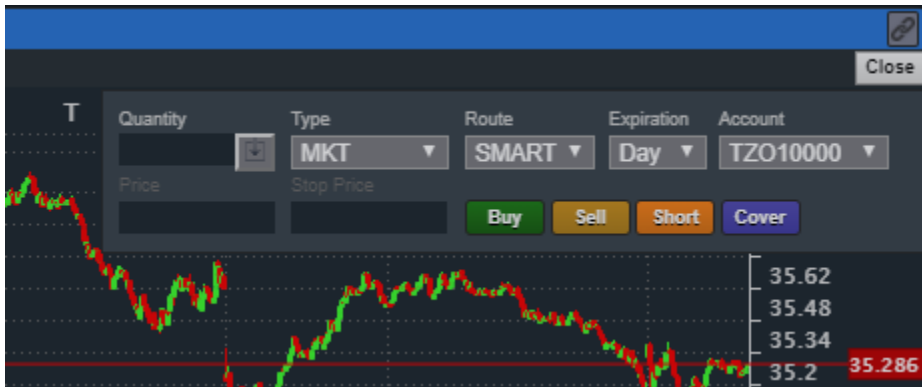 Close
T
Quantity Type Route Expiration Account
MKT SMART Day TZO10000
Price Stop Price
Buy Sell Short Cover
35.62
35.48
35.34
35.286
35.2